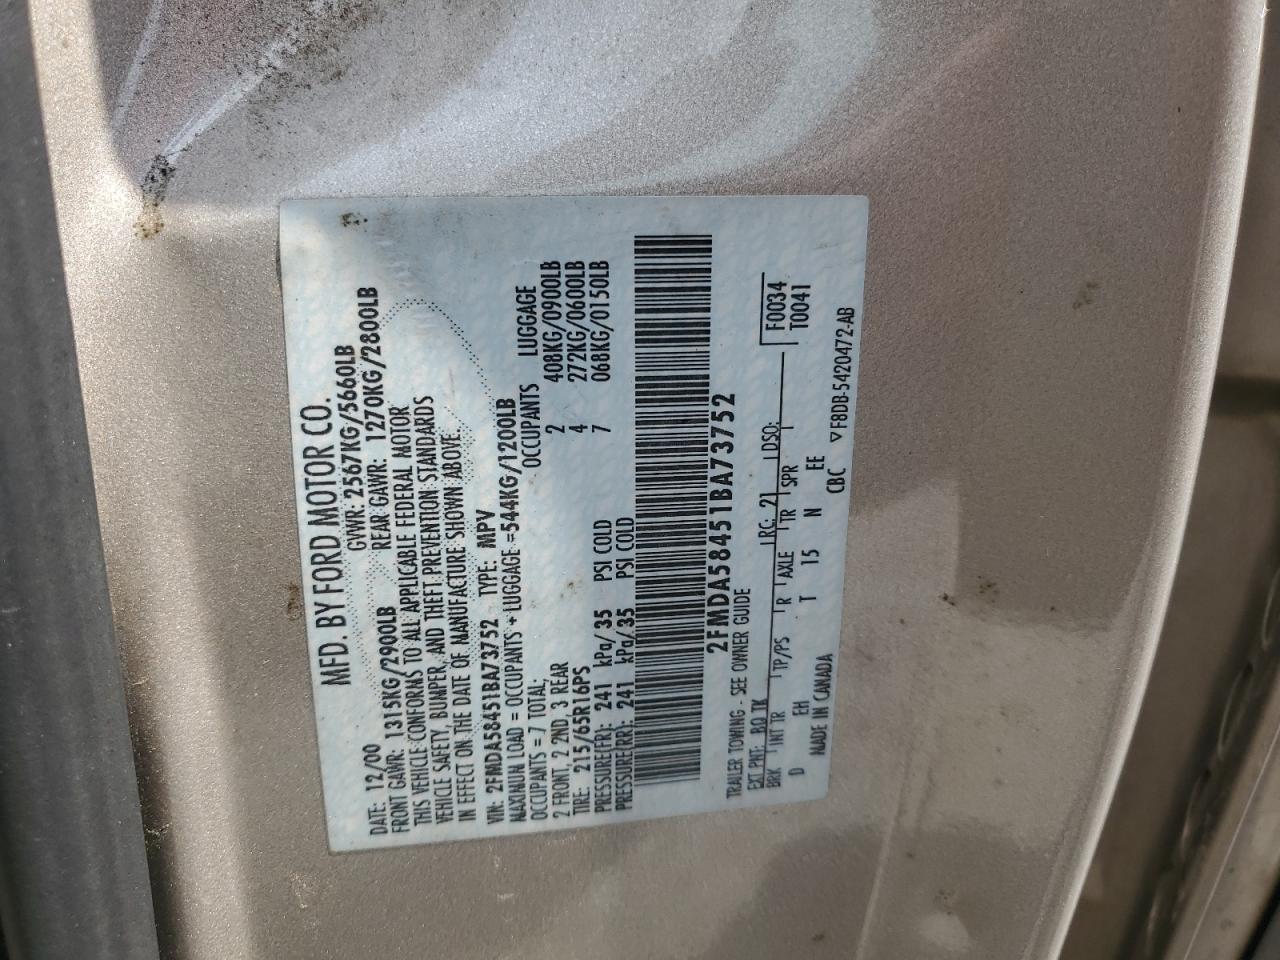 MFD. BY FORD MOTOR CO.
DATE: 12/00 GVWR: 2567KG/5660LB
FRONT GAWR: 1315KG/2900LB REAR GAWR: 1270KG/2800LB
THIS VEHICLE CONFORMS TO ALL APPLICABLE FEDERAL MOTOR
VEHICLE SAFETY, BUMPER, AND THEFT PREVENTION STANDARDS
IN EFFECT ON THE DATE OF MANUFACTURE SHOWN ABOVE.
VIN: 2FMDA58451BA73752 TYPE: MPV
MAXIMUM LOAD = OCCUPANTS + LUGGAGE = 544KG/1200LB
OCCUPANTS = 7 TOTAL; OCCUPANTS LUGGAGE
2 FRONT, 2 2ND, 3 REAR 2 408KG/0900LB
TIRE: 215/65R16PS 4 272KG/0600LB
PRESSURE(FR): 241 kPa/35 PSI COLD 7 068KG/0150LB
PRESSURE(RR): 241 kPa/35 PSI COLD
2FMDA58451BA73752
TRAILER TOWING - SEE OWNER GUIDE
EXT PNT: BQ TK RC: 21 DSO: F0034
BRK INT TR TP/PS R AXLE TR SPR T0041
D EH T 15 N EE
MADE IN CANADA CBC ▽F8DB-5420472-AB